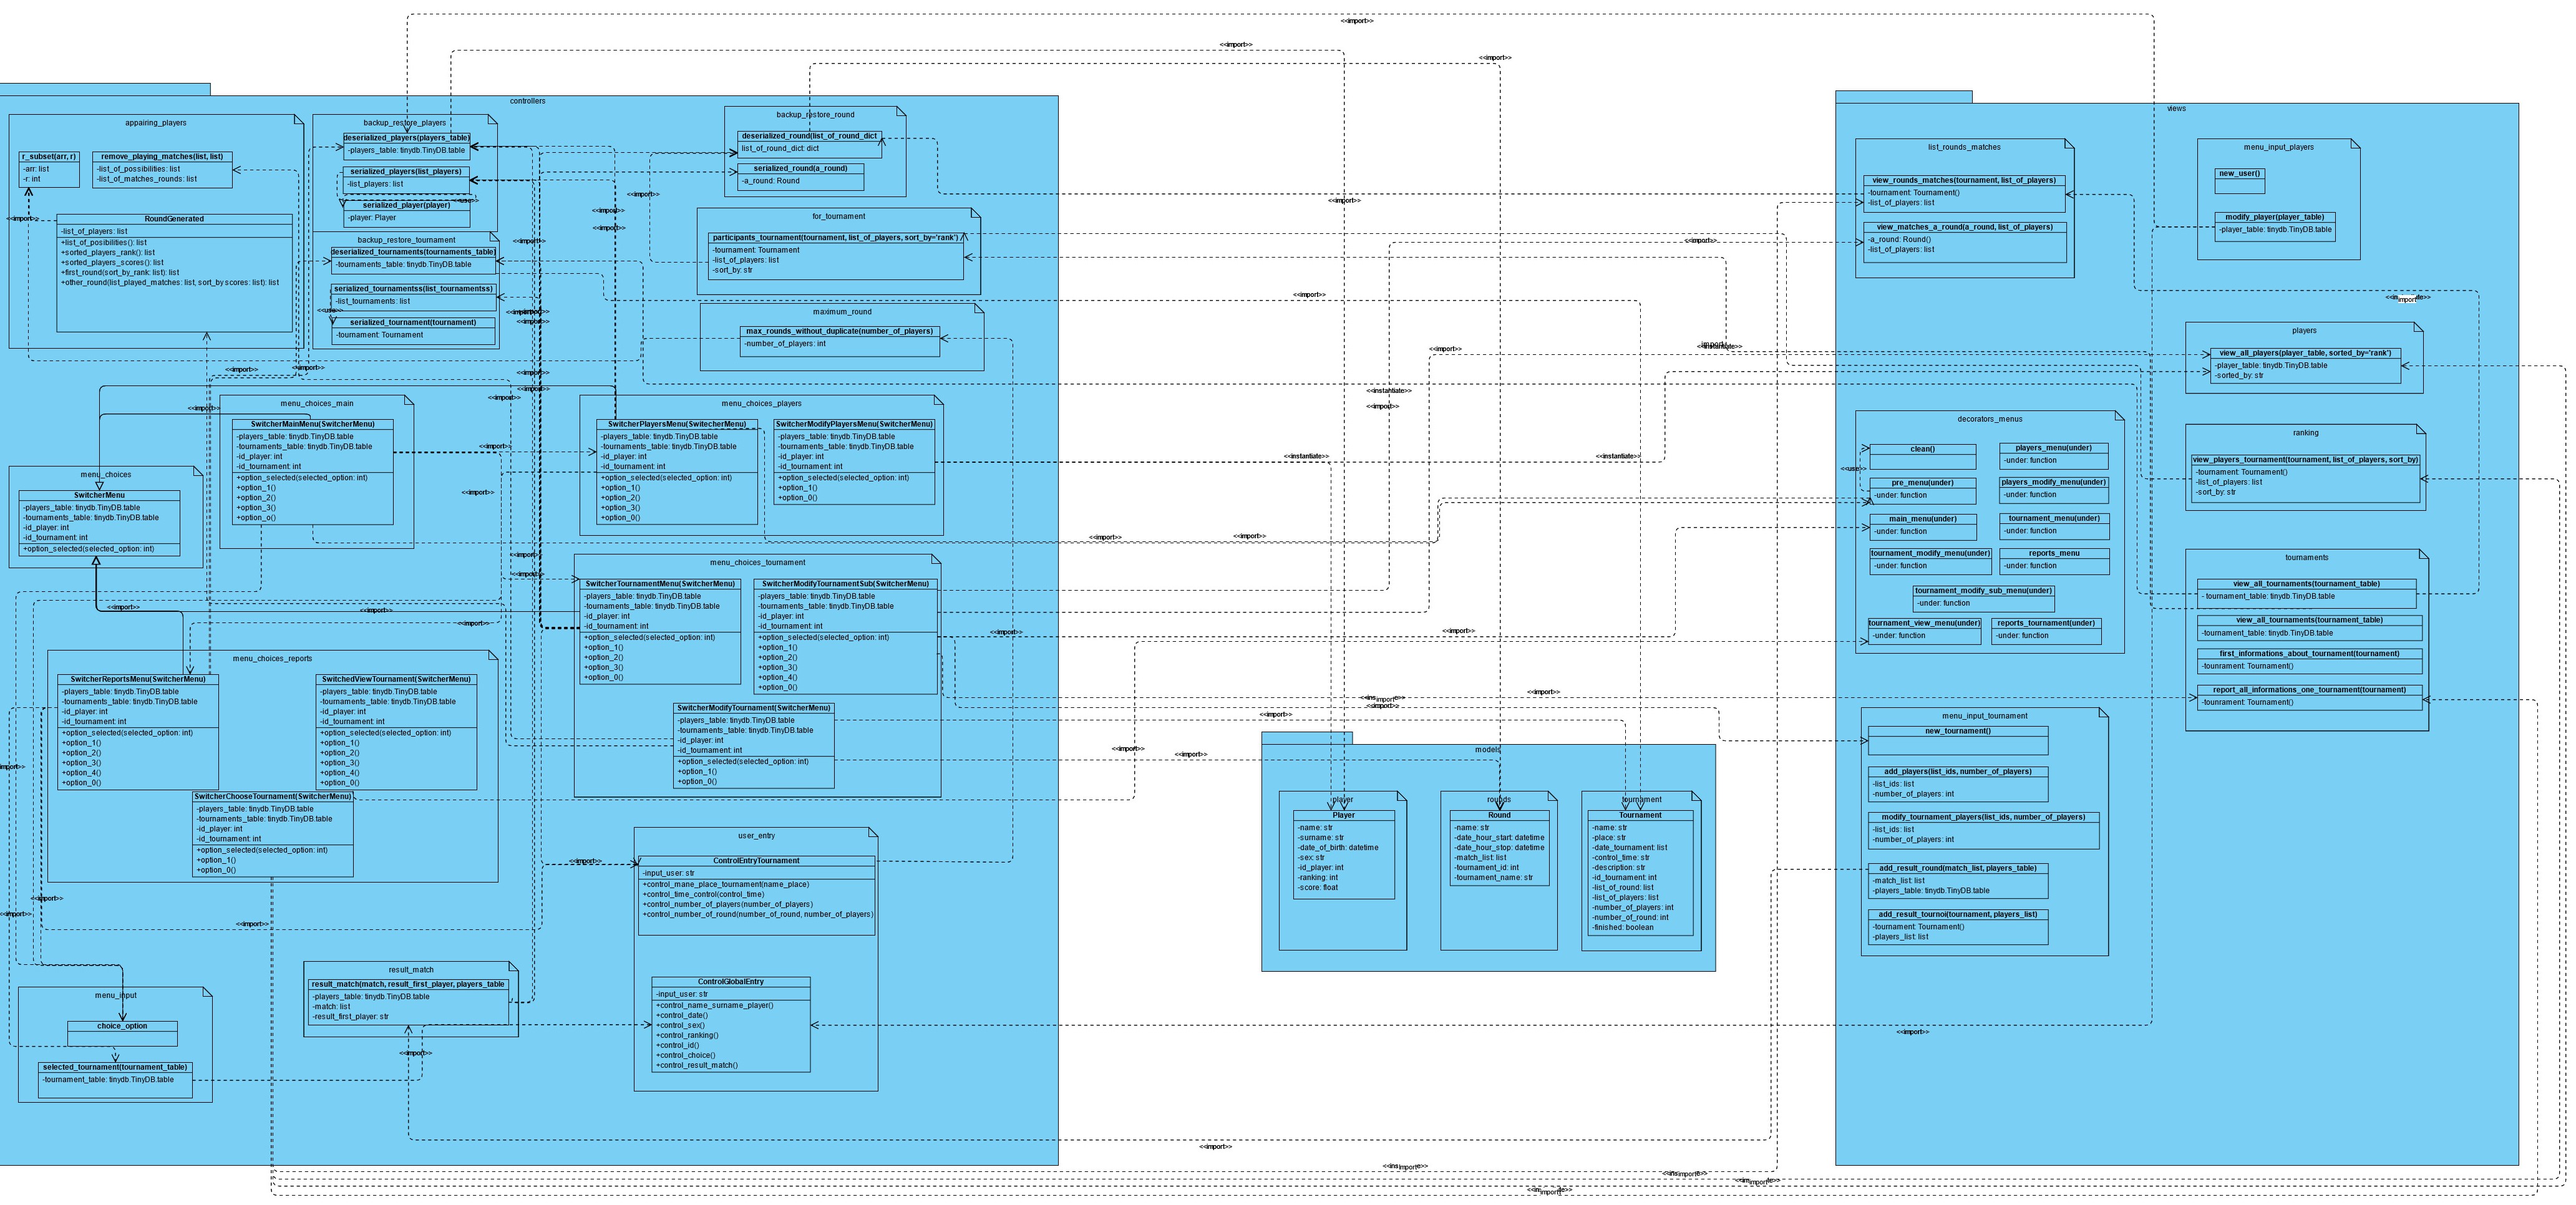 controllers
appairing_players
r_subset(arr, r)
-arr: list
-r: int
remove_playing_matches(list, list)
-list_of_possibilities: list
-list_of_matches_rounds: list
RoundGenerated
-list_of_players: list
+list_of_posibilities(): list
+sorted_players_rank(): list
+sorted_players_scores(): list
+first_round(sort_by_rank: list): list
+other_round(list_played_matches: list, sort_by scores: list): list
backup_restore_players
deserialized_players(players_table)
-players_table: tinydb.TinyDB.table
serialized_players(list_players)
-list_players: list
serialized_player(player)
-player: Player
backup_restore_tournament
deserialized_tournaments(tournaments_table)
-tournaments_table: tinydb.TinyDB.table
serialized_tournamentss(list_tournamentss)
-list_tournaments: list
serialized_tournament(tournament)
-tournament: Tournament
backup_restore_round
deserialized_round(list_of_round_dict
list_of_round_dict: dict
serialized_round(a_round)
-a_round: Round
for_tournament
participants_tournament(tournament, list_of_players, sort_by='rank')
-tournament: Tournament
-list_of_players: list
-sort_by: str
maximum_round
max_rounds_without_duplicate(number_of_players)
-number_of_players: int
menu_choices_main
SwitcherMainMenu(SwitcherMenu)
-players_table: tinydb.TinyDB.table
-tournaments_table: tinydb.TinyDB.table
-id_player: int
-id_tournament: int
+option_selected(selected_option: int)
+option_1()
+option_2()
+option_3()
+option_o()
menu_choices_players
SwitcherPlayersMenu(SwitecherMenu)
-players_table: tinydb.TinyDB.table
-tournaments_table: tinydb.TinyDB.table
-id_player: int
-id_tournament: int
+option_selected(selected_option: int)
+option_1()
+option_2()
+option_3()
+option_0()
SwitcherModifyPlayersMenu(SwitcherMenu)
-players_table: tinydb.TinyDB.table
-tournaments_table: tinydb.TinyDB.table
-id_player: int
-id_tournament: int
+option_selected(selected_option: int)
+option_1()
+option_0()
menu_choices
SwitcherMenu
-players_table: tinydb.TinyDB.table
-tournaments_table: tinydb.TinyDB.table
-id_player: int
-id_tournament: int
+option_selected(selected_option: int)
menu_choices_tournament
SwitcherTournamentMenu(SwitcherMenu)
-players_table: tinydb.TinyDB.table
-tournaments_table: tinydb.TinyDB.table
-id_player: int
-id_tournament: int
+option_selected(selected_option: int)
+option_1()
+option_2()
+option_3()
+option_0()
SwitcherModifyTournamentSub(SwitcherMenu)
-players_table: tinydb.TinyDB.table
-tournaments_table: tinydb.TinyDB.table
-id_player: int
-id_tournament: int
+option_selected(selected_option: int)
+option_1()
+option_2()
+option_3()
+option_4()
+option_0()
SwitcherModifyTournament(SwitcherMenu)
-players_table: tinydb.TinyDB.table
-tournaments_table: tinydb.TinyDB.table
-id_player: int
-id_tournament: int
+option_selected(selected_option: int)
+option_1()
+option_0()
menu_choices_reports
SwitcherReportsMenu(SwitcherMenu)
-players_table: tinydb.TinyDB.table
-tournaments_table: tinydb.TinyDB.table
-id_player: int
-id_tournament: int
+option_selected(selected_option: int)
+option_1()
+option_2()
+option_3()
+option_4()
+option_0()
SwitchedViewTournament(SwitcherMenu)
-players_table: tinydb.TinyDB.table
-tournaments_table: tinydb.TinyDB.table
-id_player: int
-id_tournament: int
+option_selected(selected_option: int)
+option_1()
+option_2()
+option_3()
+option_4()
+option_0()
SwitcherChooseTournament(SwitcherMenu)
-players_table: tinydb.TinyDB.table
-tournaments_table: tinydb.TinyDB.table
-id_player: int
-id_tournament: int
+option_selected(selected_option: int)
+option_1()
+option_0()
user_entry
ControlEntryTournament
-input_user: str
+control_mane_place_tournament(name_place)
+control_time_control(control_time)
+control_number_of_players(number_of_players)
+control_number_of_round(number_of_round, number_of_players)
ControlGlobalEntry
-input_user: str
+control_name_surname_player()
+control_date()
+control_sex()
+control_ranking()
+control_id()
+control_choice()
+control_result_match()
result_match
result_match(match, result_first_player, players_table
-players_table: tinydb.TinyDB.table
-match: list
-result_first_player: str
menu_input
choice_option
selected_tournament(tournament_table)
-tournament_table: tinydb.TinyDB.table
models
player
Player
-name: str
-surname: str
-date_of_birth: datetime
-sex: str
-id_player: int
-ranking: int
-score: float
rounds
Round
-name: str
-date_hour_start: datetime
-date_hour_stop: datetime
-match_list: list
-tournament_id: int
-tournament_name: str
tournament
Tournament
-name: str
-place: str
-date_tournament: list
-control_time: str
-description: str
-id_tournament: int
-list_of_round: list
-list_of_players: list
-number_of_players: int
-number_of_round: int
-finished: boolean
views
list_rounds_matches
view_rounds_matches(tournament, list_of_players)
-tournament: Tournament()
-list_of_players: list
view_matches_a_round(a_round, list_of_players)
-a_round: Round()
-list_of_players: list
menu_input_players
new_user()
modify_player(player_table)
-player_table: tinydb.TinyDB.table
players
view_all_players(player_table, sorted_by='rank')
-player_table: tinydb.TinyDB.table
-sorted_by: str
decorators_menus
clean()
players_menu(under)
-under: function
pre_menu(under)
-under: function
players_modify_menu(under)
-under: function
main_menu(under)
-under: function
tournament_menu(under)
-under: function
tournament_modify_menu(under)
-under: function
reports_menu
-under: function
tournament_modify_sub_menu(under)
-under: function
tournament_view_menu(under)
-under: function
reports_tournament(under)
-under: function
ranking
view_players_tournament(tournament, list_of_players, sort_by)
-tournament: Tournament()
-list_of_players: list
-sort_by: str
tournaments
view_all_tournaments(tournament_table)
- tournament_table: tinydb.TinyDB.table
view_all_tournaments(tournament_table)
-tournament_table: tinydb.TinyDB.table
first_informations_about_tournament(tournament)
-tounrament: Tournament()
report_all_informations_one_tournament(tournament)
-tounrament: Tournament()
menu_input_tournament
new_tournament()
add_players(list_ids, number_of_players)
-list_ids: list
-number_of_players: int
modify_tournament_players(list_ids, number_of_players)
-list_ids: list
-number_of_players: int
add_result_round(match_list, players_table)
-match_list: list
-players_table: tinydb.TinyDB.table
add_result_tournoi(tournament, players_list)
-tournament: Tournament()
-players_list: list
<<import>>
<<import>>
<<import>>
<<import>>
<<import>>
<<import>>
<<import>>
<<instantiate>>
<<instantiate>>
<<instantiate>>
<<import>>
<<import>>
<<import>>
<<import>>
<<import>>
<<import>>
<<import>>
<<import>>
<<import>>